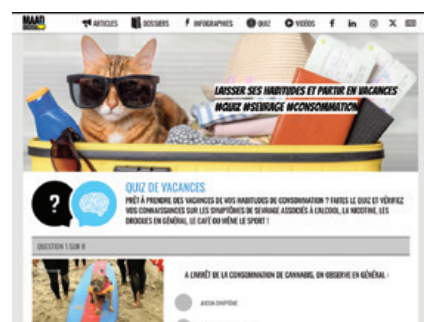 MAAD
DIGITAL
ARTICLES DOSSIERS INFOGRAPHIES QUIZ VIDÉOS
LAISSER SES HABITUDES ET PARTIR EN VACANCES
#QUIZ #SEVRAGE #CONSOMMATION
QUIZ DE VACANCES
PRÊT À PRENDRE DES VACANCES DE VOS HABITUDES DE CONSOMMATION ? FAITES LE QUIZ ET VÉRIFIEZ
VOS CONNAISSANCES SUR LES SYMPTÔMES DE SEVRAGE ASSOCIÉS À L'ALCOOL, LA NICOTINE, LES
DROGUES EN GÉNÉRAL, LE CAFÉ OU MÊME LE SPORT !
QUESTION 1 SUR 8
A L'ARRÊT DE LA CONSOMMATION DE CANNABIS, ON OBSERVE EN GÉNÉRAL :
AUCUN SYMPTÔME